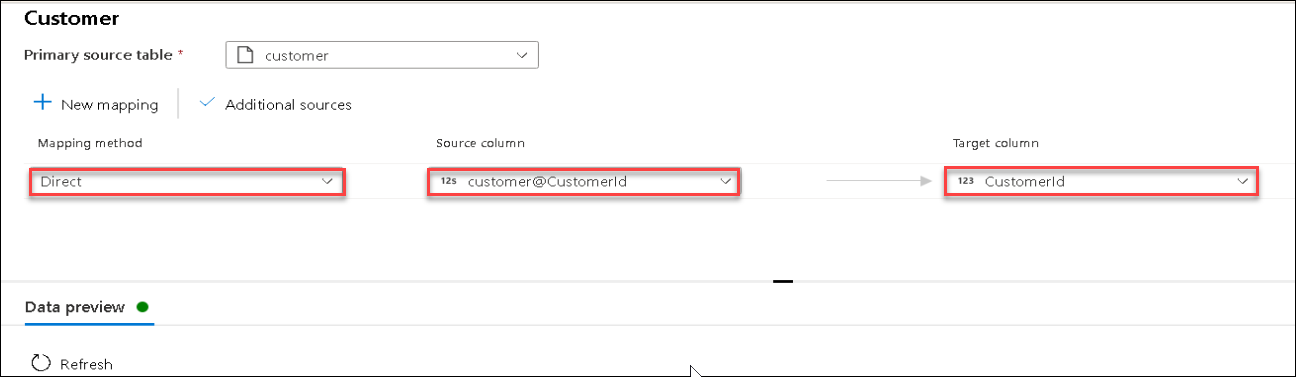 Customer
Primary source table * customer
New mapping Additional sources
Mapping method Source column Target column
Direct 12s customer@CustomerId 123 CustomerId
Data preview
Refresh